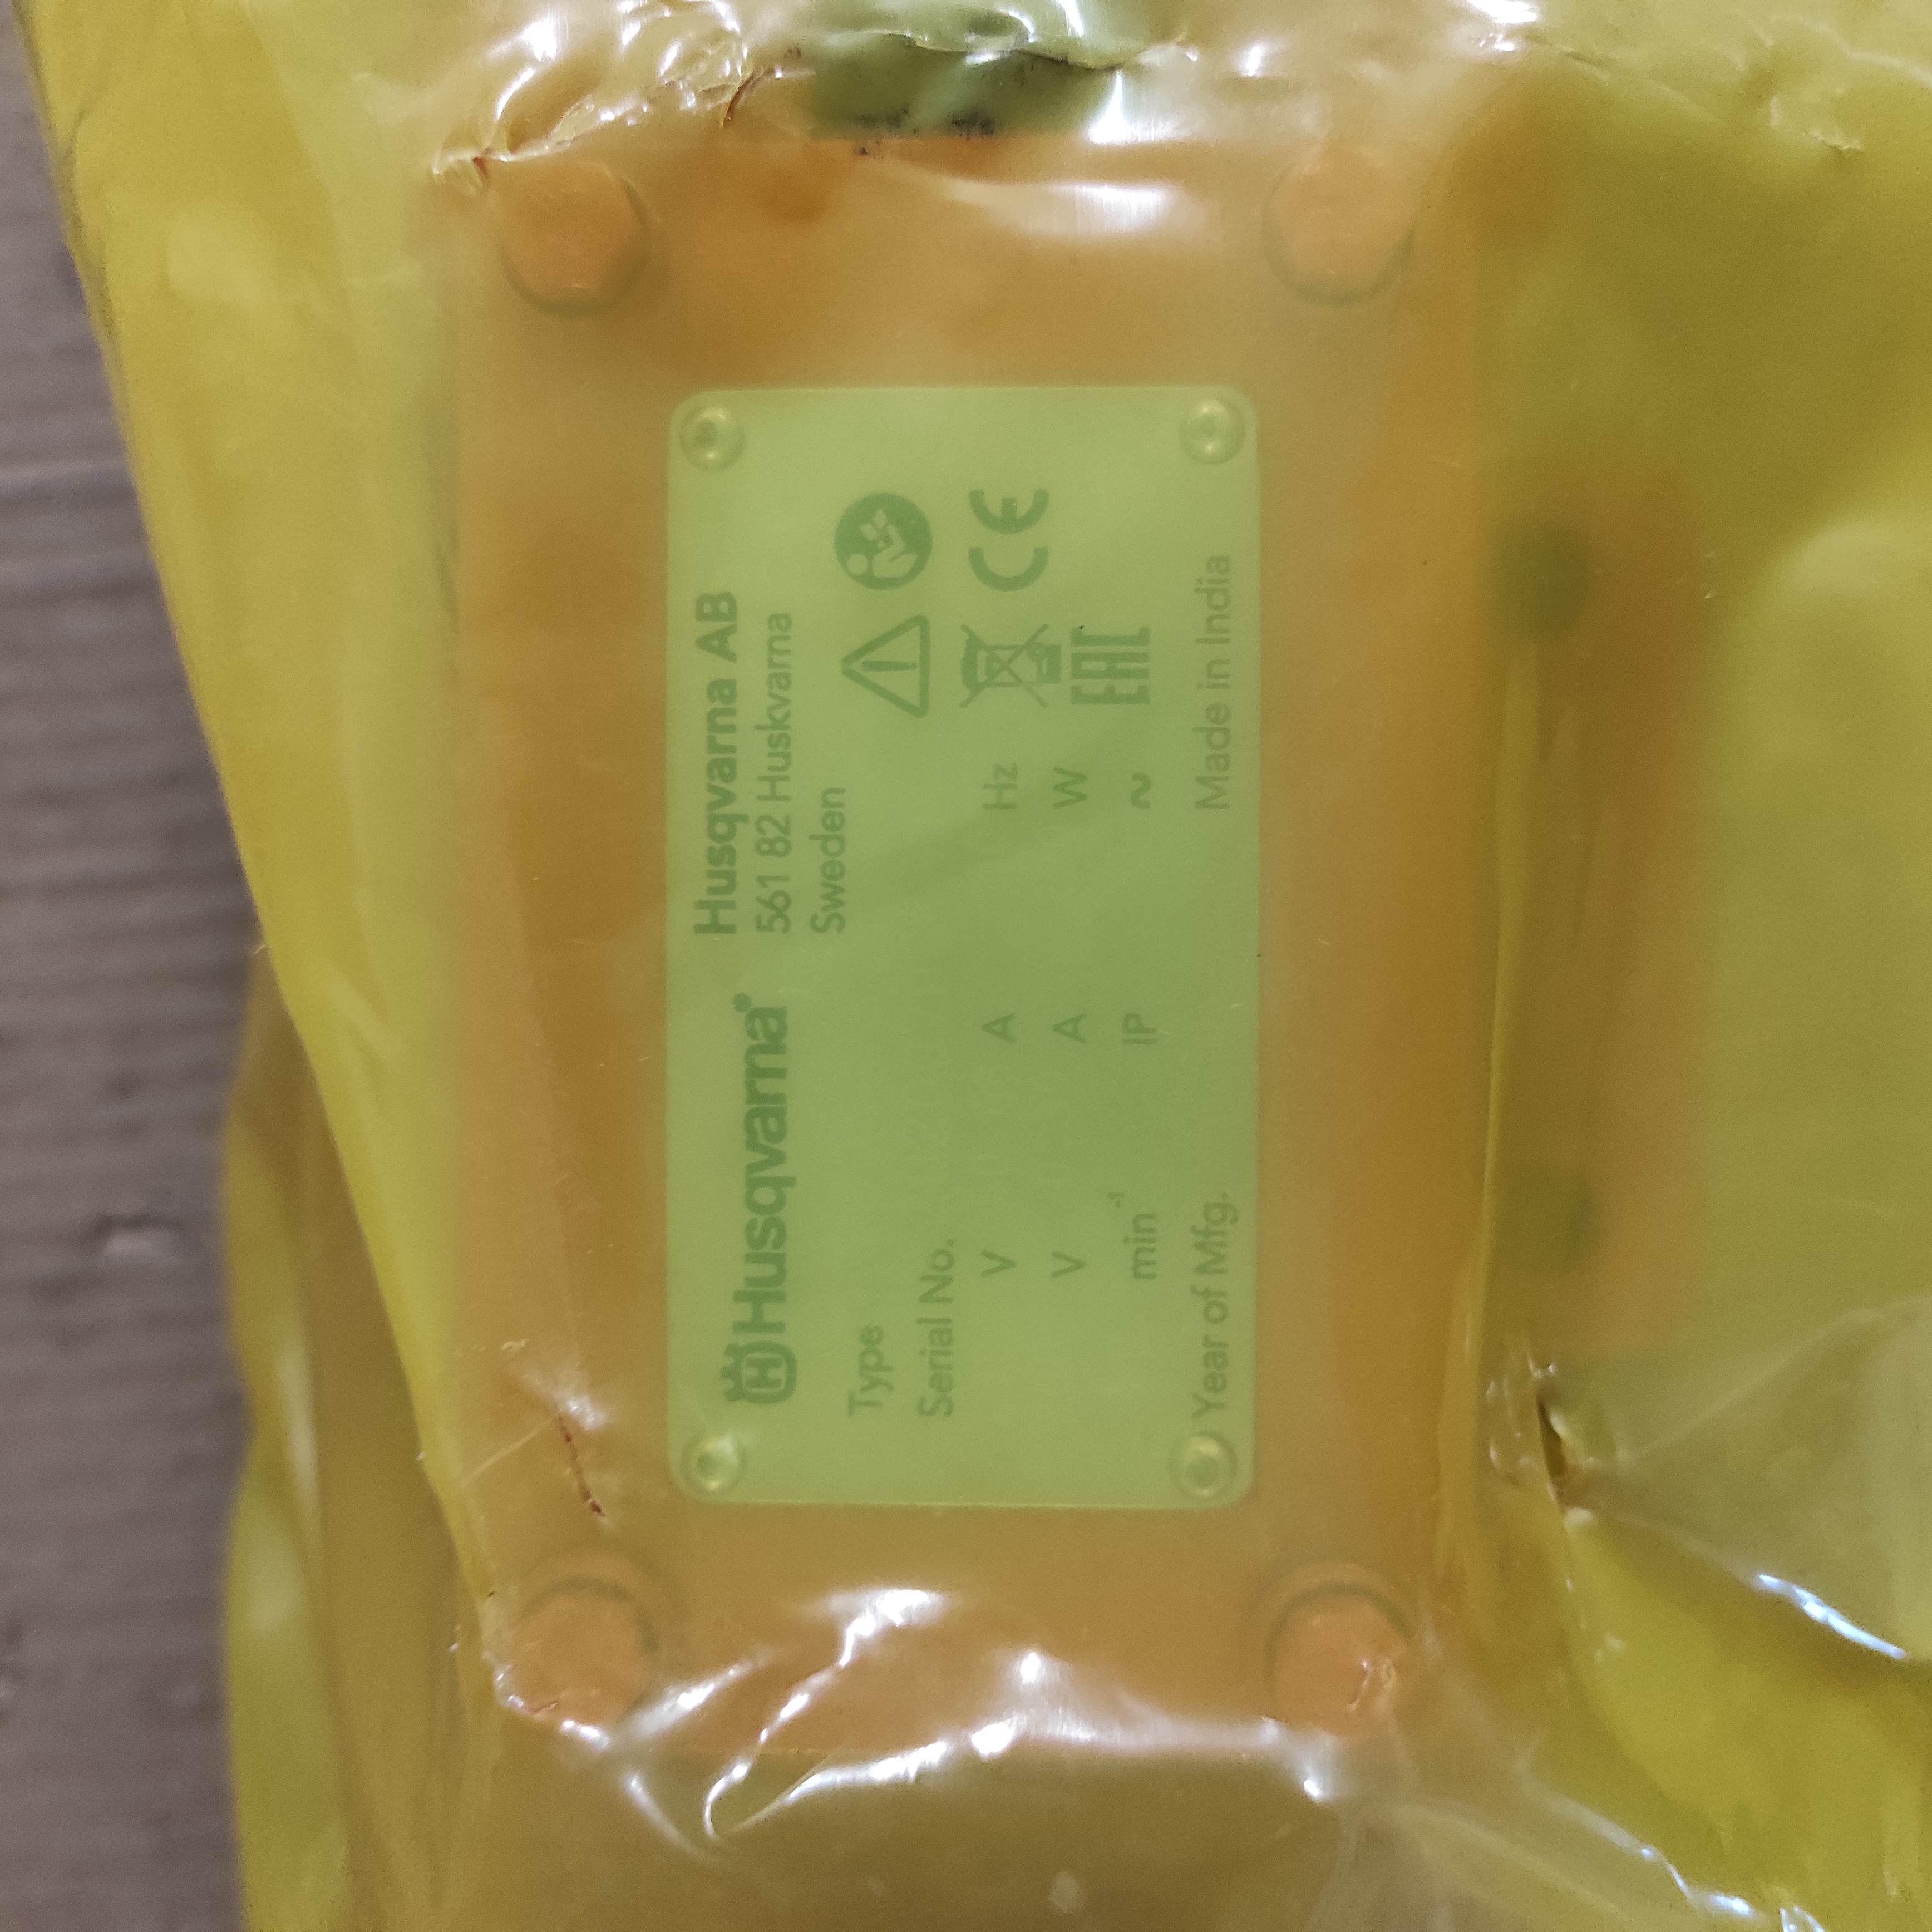 Husqvarna®
Husqvarna AB
561 82 Huskvarna
Sweden
Type
Serial No.
V A Hz
V A W
min⁻¹ IP ~
Year of Mfg. Made in India
CE
EAC